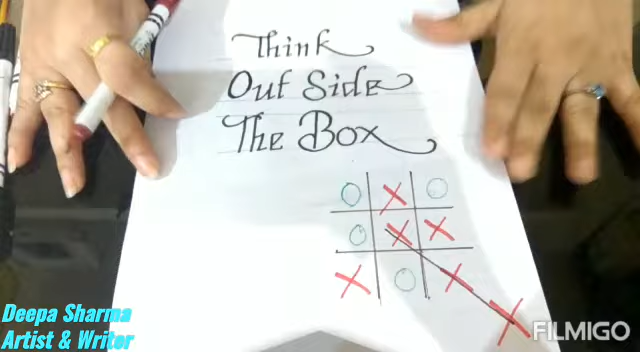 Think
Out Side
The Box
O X O
O X X
X O X
X
Deepa Sharma
Artist & Writer
FILMIGO